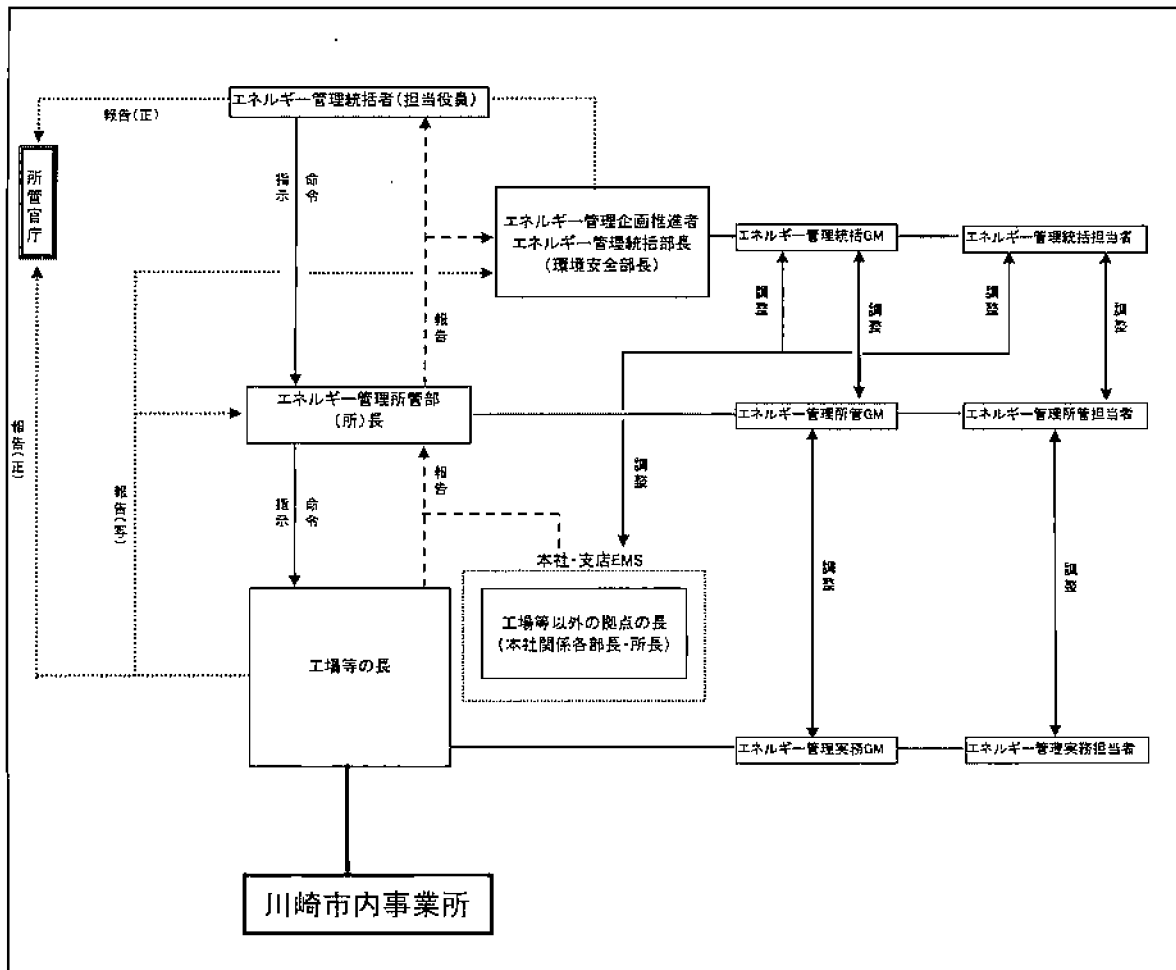 エネルギー管理統括者(担当役員)
報告(正)
所管官庁
指示
命令
エネルギー管理企画推進者
エネルギー管理統括部長
(環境安全部長)
エネルギー管理統括GM
エネルギー管理統括担当者
調整
調整
調整
調整
報告
エネルギー管理所管部
(所)長
エネルギー管理所管GM
エネルギー管理所管担当者
報告(正)
報告(写)
指示
命令
報告
調整
本社・支店EMS
工場等以外の拠点の長
(本社関係各部長・所長)
調整
調整
工場等の長
エネルギー管理実務GM
エネルギー管理実務担当者
川崎市内事業所